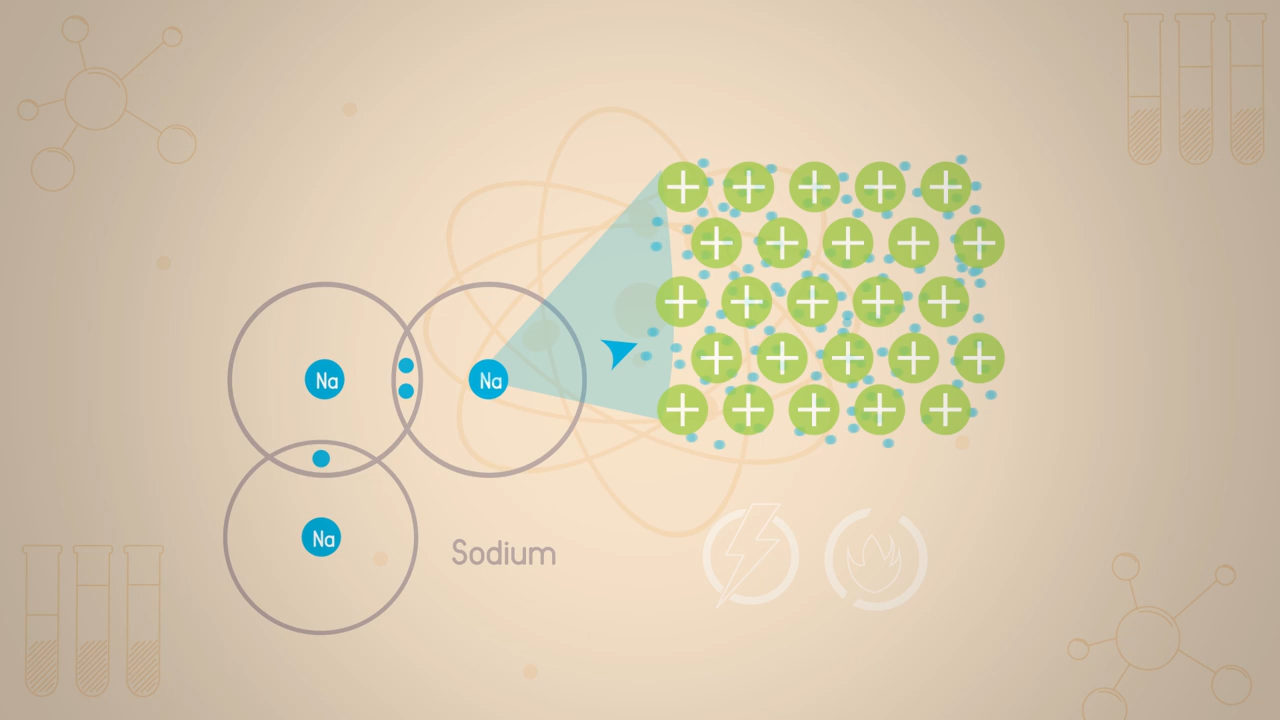 Na
Na
Na
Sodium
+ + + + +
+ + + + +
+ + + + +
+ + + + +
+ + + + +